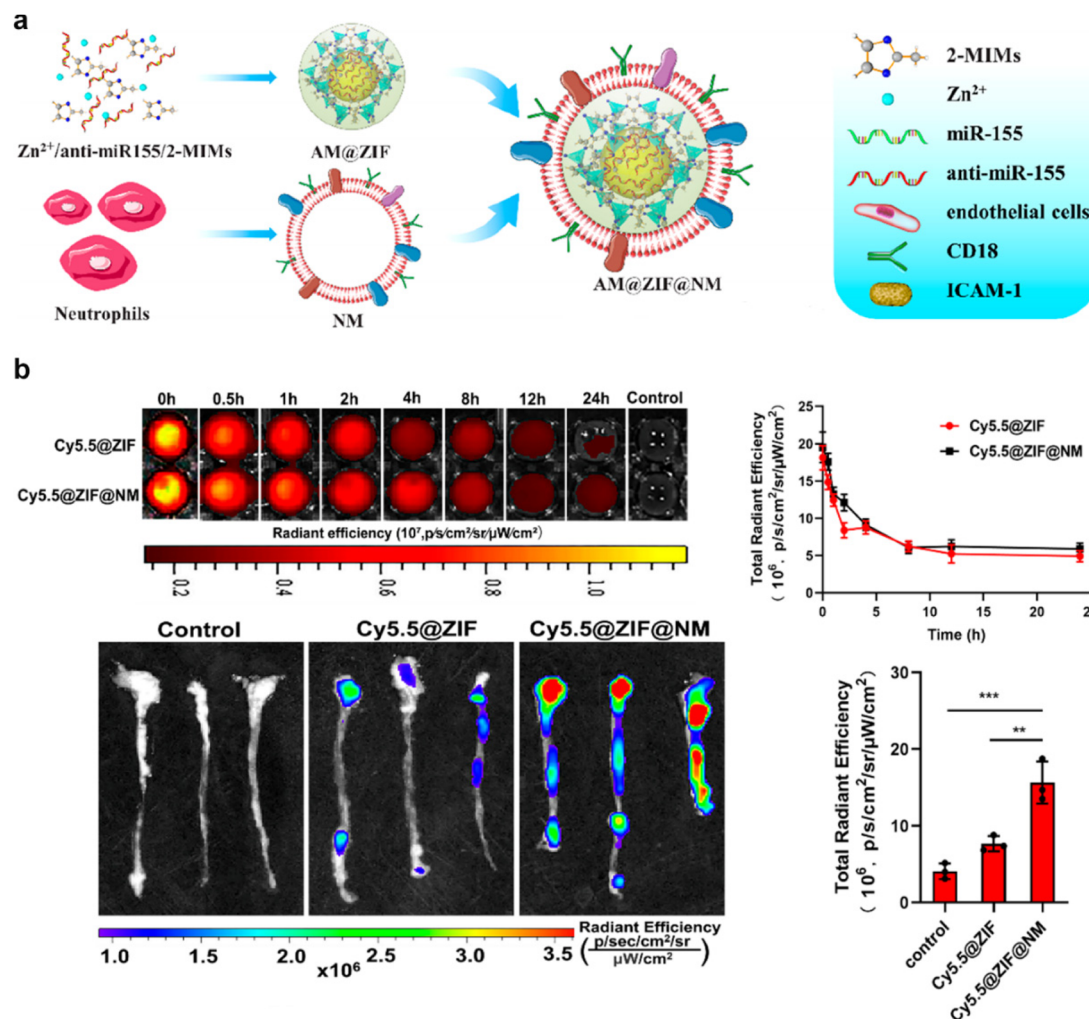 a
Zn²⁺/anti-miR155/2-MIMs
AM@ZIF
Neutrophils
NM
AM@ZIF@NM
2-MIMs
Zn²⁺
miR-155
anti-miR-155
endothelial cells
CD18
ICAM-1
b
0h 0.5h 1h 2h 4h 8h 12h 24h Control
Cy5.5@ZIF
Cy5.5@ZIF@NM
Radiant efficiency (10⁷,p/s/cm²/sr/μW/cm²)
0.2 0.4 0.6 0.8 1.0
Total Radiant Efficiency
( 10⁶, p/s/cm²/sr/μW/cm²)
25
20
15
10
5
0
0 5 10 15 20 2
Time (h)
Cy5.5@ZIF
Cy5.5@ZIF@NM
Control Cy5.5@ZIF Cy5.5@ZIF@NM
1.0 1.5 2.0 2.5 3.0 3.5
x10⁶
Radiant Efficiency
(p/sec/cm²/sr
μW/cm²)
Total Radiant Efficiency
( 10⁶, p/s/cm²/sr/μW/cm²)
30
20
10
0
***
**
control
Cy5.5@ZIF
Cy5.5@ZIF@NM